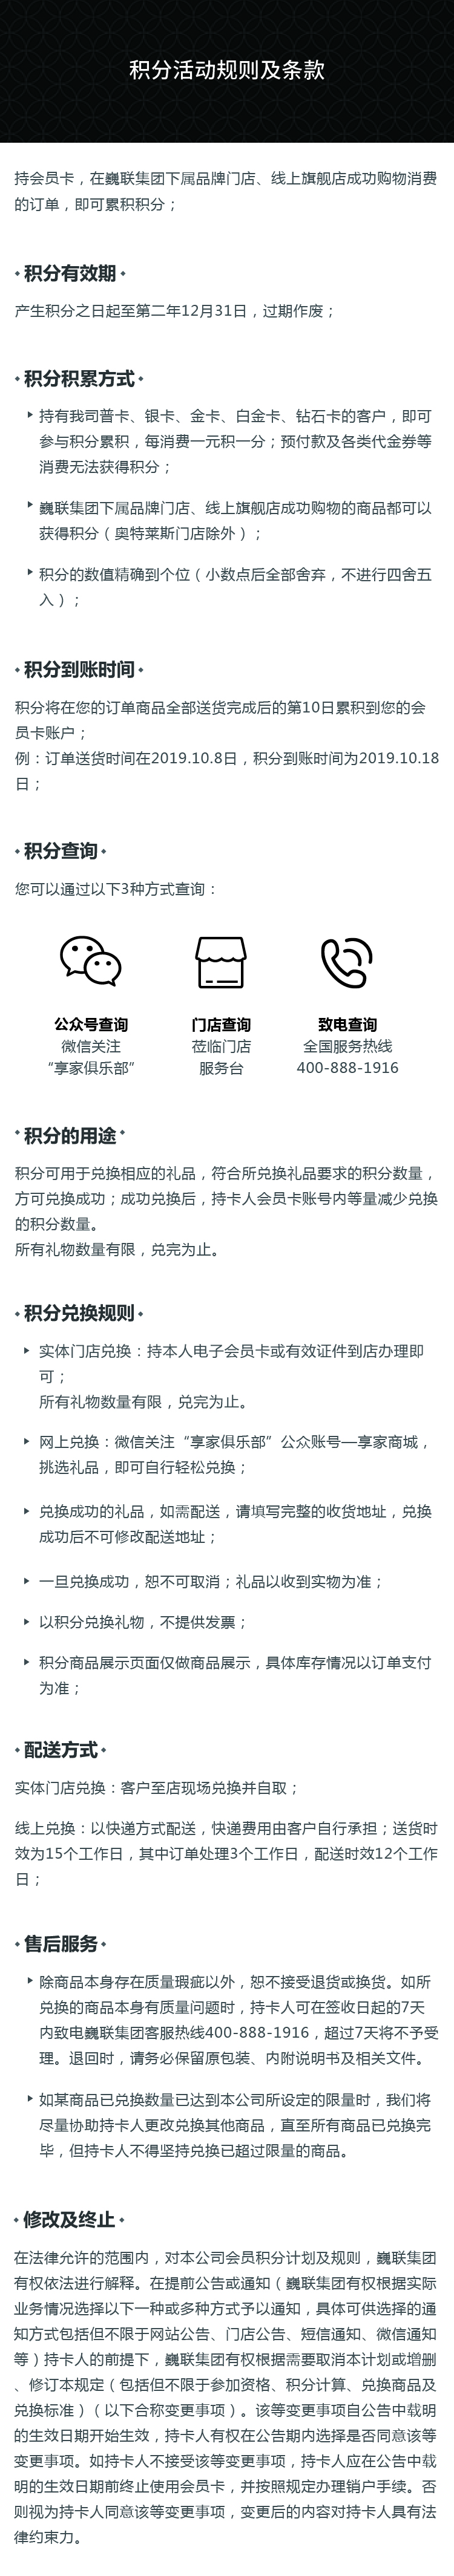 积分活动规则及条款
持会员卡，在巍联集团下属品牌门店、线上旗舰店成功购物消费
的订单，即可累积积分；
积分有效期
产生积分之日起至第二年12月31日，过期作废；
积分积累方式
持有我司普卡、银卡、金卡、白金卡、钻石卡的客户，即可
参与积分累积，每消费一元积一分；预付款及各类代金券等
消费无法获得积分；
巍联集团下属品牌门店、线上旗舰店成功购物的商品都可以
获得积分（奥特莱斯门店除外）；
积分的数值精确到个位（小数点后全部舍弃，不进行四舍五
入）；
积分到账时间
积分将在您的订单商品全部送货完成后的第10日累积到您的会
员卡账户；
例：订单送货时间在2019.10.8日，积分到账时间为2019.10.18
日；
积分查询
您可以通过以下3种方式查询：
公众号查询 门店查询 致电查询
微信关注 莅临门店 全国服务热线
“享家俱乐部” 服务台 400-888-1916
积分的用途
积分可用于兑换相应的礼品，符合所兑换礼品要求的积分数量，
方可兑换成功；成功兑换后，持卡人会员卡账号内等量减少兑换
的积分数量。
所有礼物数量有限，兑完为止。
积分兑换规则
实体门店兑换：持本人电子会员卡或有效证件到店办理即
可；
所有礼物数量有限，兑完为止。
网上兑换：微信关注“享家俱乐部”公众账号—享家商城，
挑选礼品，即可自行轻松兑换；
兑换成功的礼品，如需配送，请填写完整的收货地址，兑换
成功后不可修改配送地址；
一旦兑换成功，恕不可取消；礼品以收到实物为准；
以积分兑换礼物，不提供发票；
积分商品展示页面仅做商品展示，具体库存情况以订单支付
为准；
配送方式
实体门店兑换：客户至店现场兑换并自取；
线上兑换：以快递方式配送，快递费用由客户自行承担；送货时
效为15个工作日，其中订单处理3个工作日，配送时效12个工作
日；
售后服务
除商品本身存在质量瑕疵以外，恕不接受退货或换货。如所
兑换的商品本身有质量问题时，持卡人可在签收日起的7天
内致电巍联集团客服热线400-888-1916，超过7天将不予受
理。退回时，请务必保留原包装、内附说明书及相关文件。
如某商品已兑换数量已达到本公司所设定的限量时，我们将
尽量协助持卡人更改兑换其他商品，直至所有商品已兑换完
毕，但持卡人不得坚持兑换已超过限量的商品。
修改及终止
在法律允许的范围内，对本公司会员积分计划及规则，巍联集团
有权依法进行解释。在提前公告或通知（巍联集团有权根据实际
业务情况选择以下一种或多种方式予以通知，具体可供选择的通
知方式包括但不限于网站公告、门店公告、短信通知、微信通知
等）持卡人的前提下，巍联集团有权根据需要取消本计划或增删
、修订本规定（包括但不限于参加资格、积分计算、兑换商品及
兑换标准）（以下合称变更事项）。该等变更事项自公告中载明
的生效日期开始生效，持卡人有权在公告期内选择是否同意该等
变更事项。如持卡人不接受该等变更事项，持卡人应在公告中载
明的生效日期前终止使用会员卡，并按照规定办理销户手续。否
则视为持卡人同意该等变更事项，变更后的内容对持卡人具有法
律约束力。